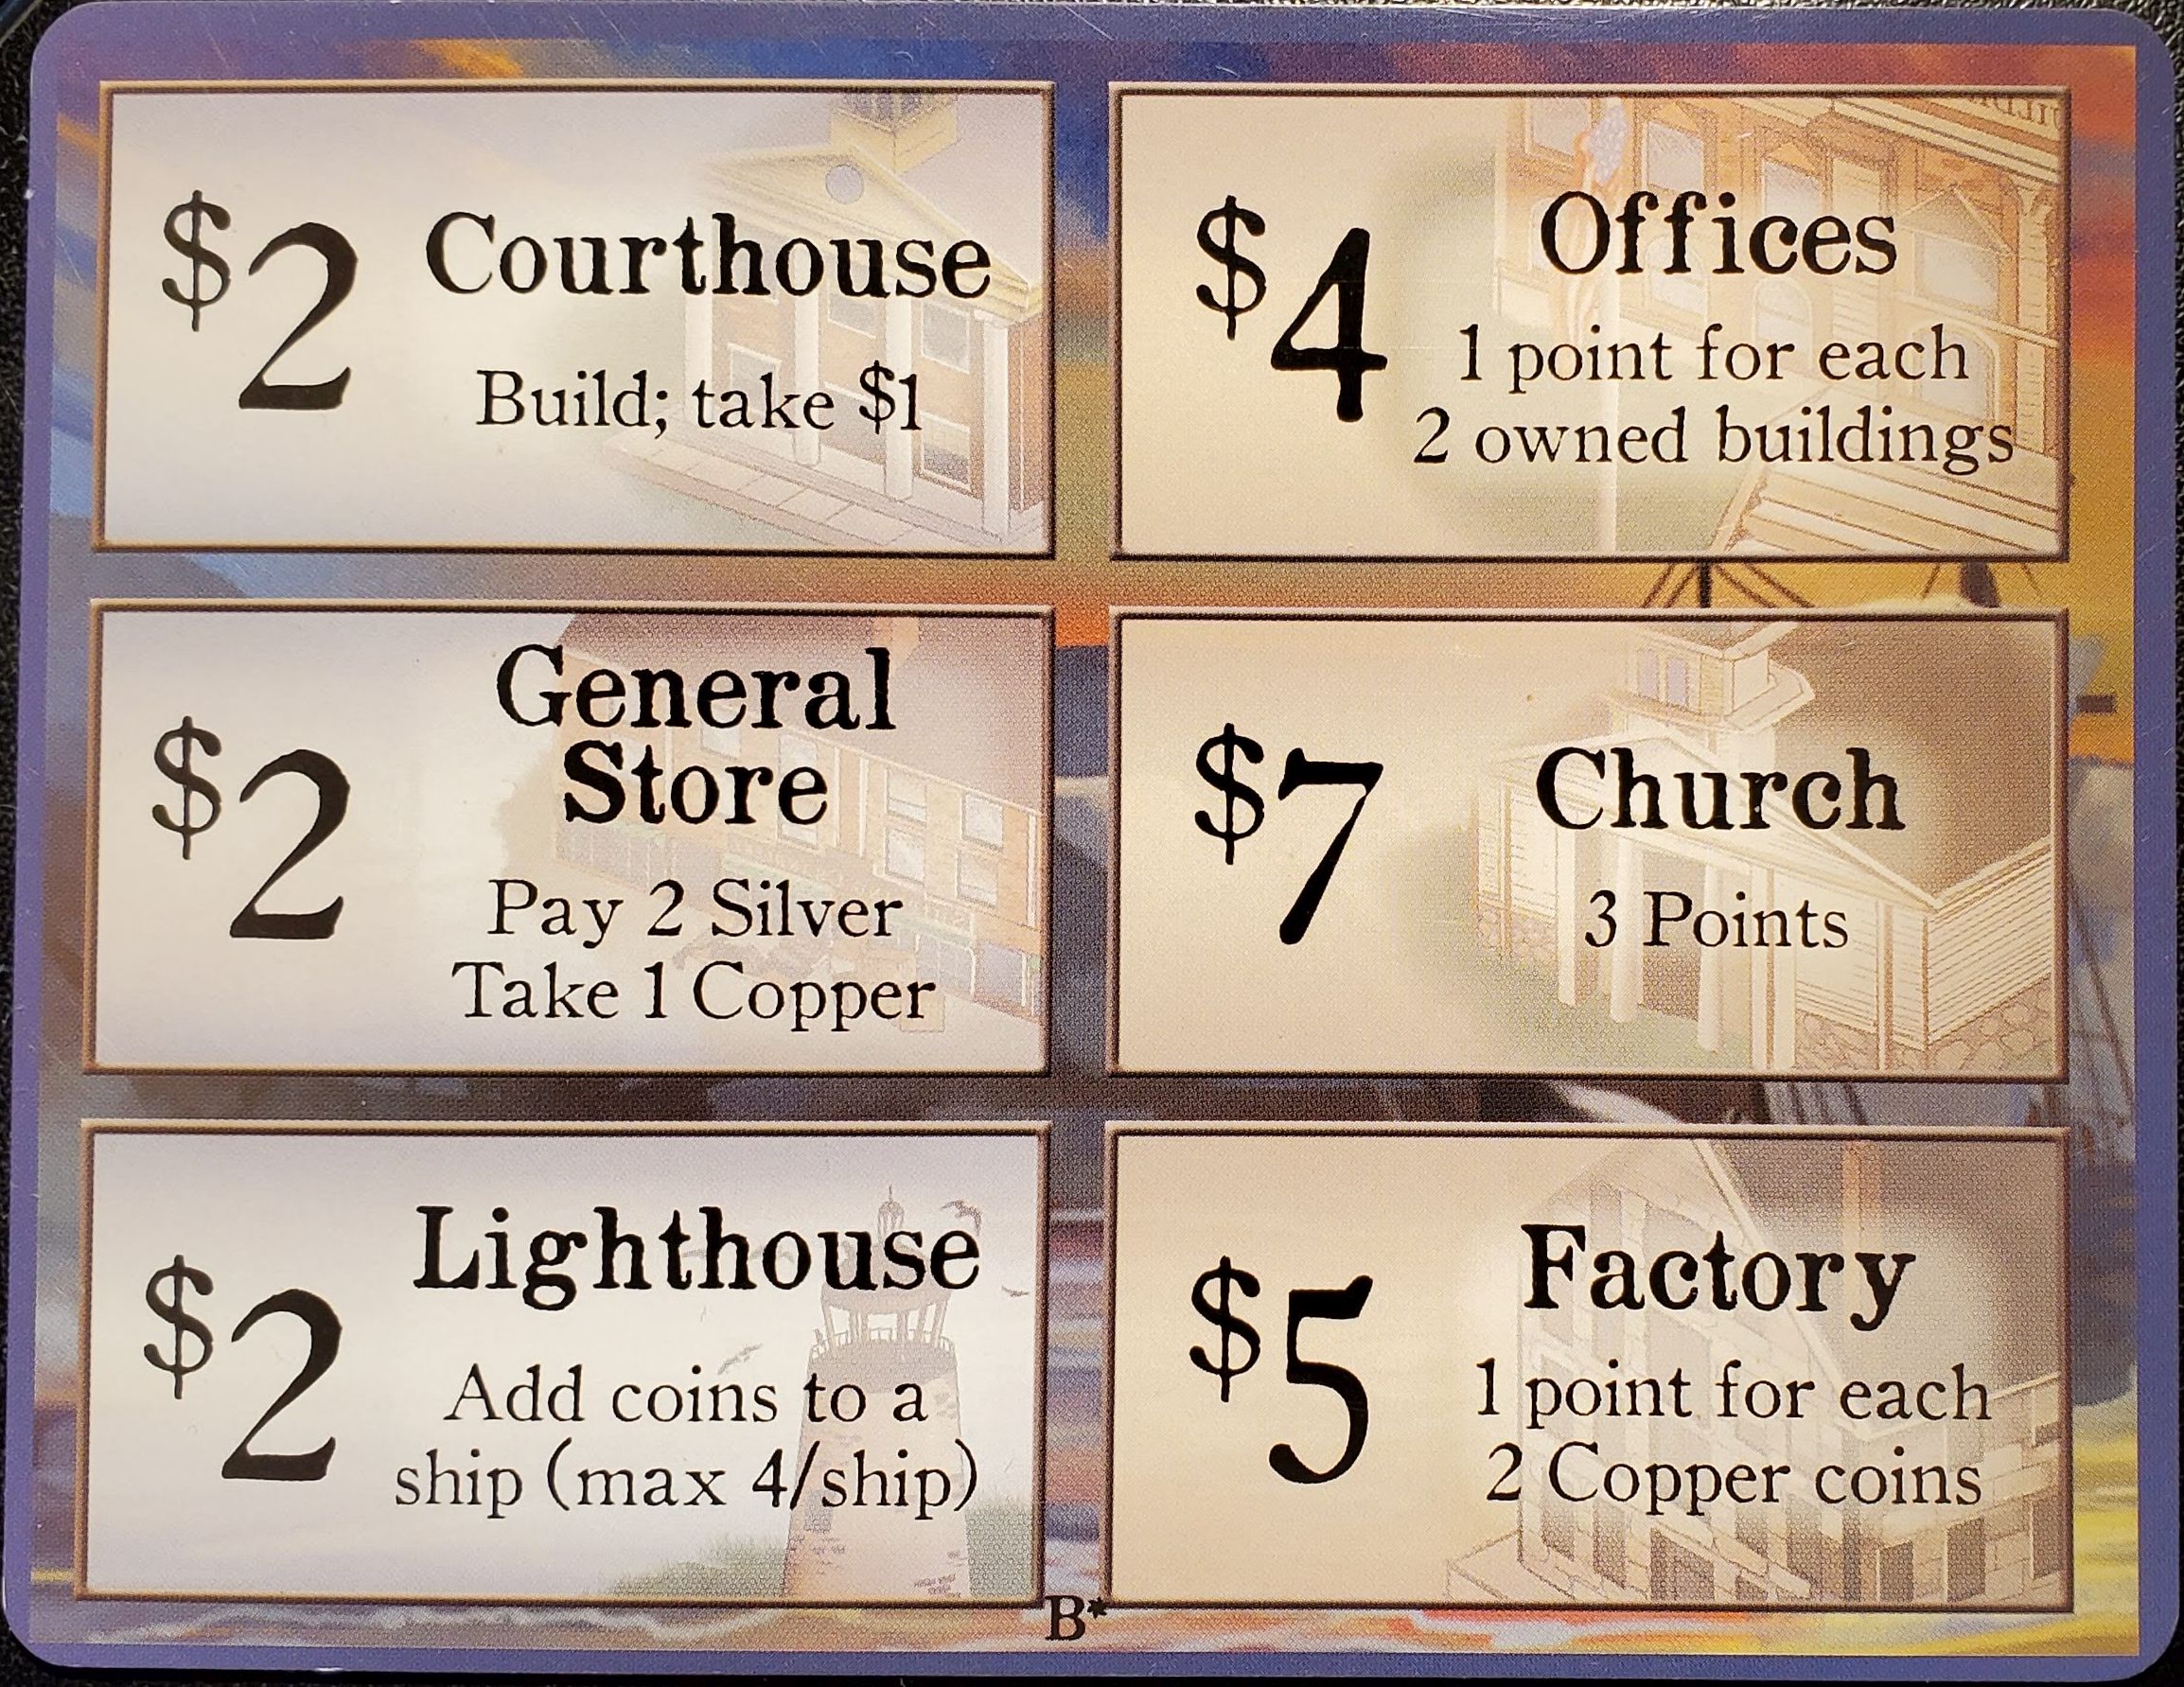 $2 Courthouse
Build; take $1
$4 Offices
1 point for each
2 owned buildings
$2 General
Store
Pay 2 Silver
Take 1 Copper
$7 Church
3 Points
$2 Lighthouse
Add coins to a
ship (max 4/ship)
$5 Factory
1 point for each
2 Copper coins
B*